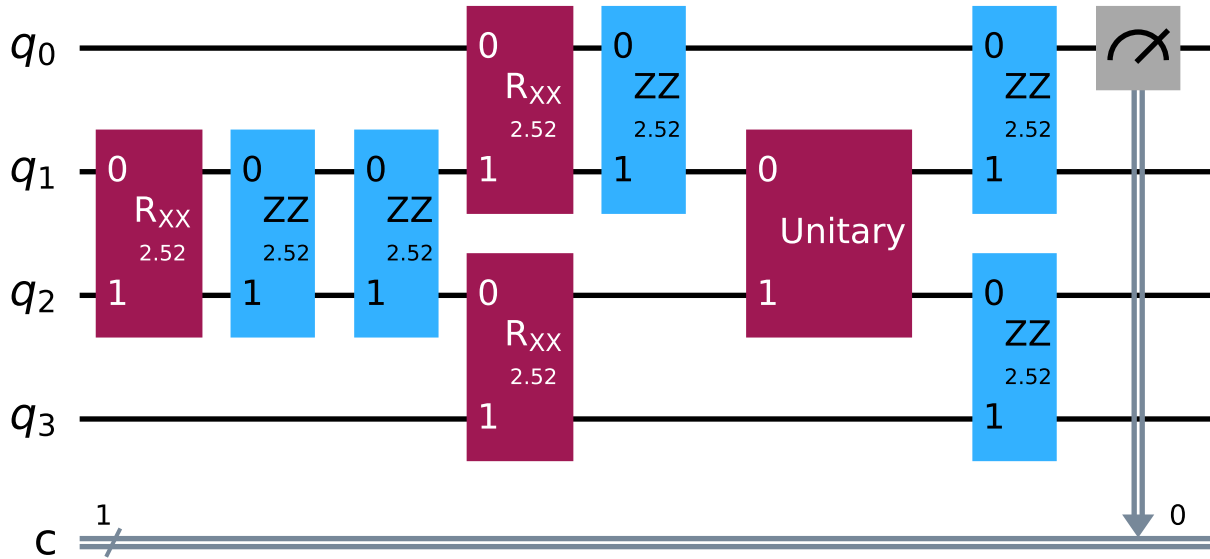 q0 0 0 0
RXX ZZ ZZ
2.52 2.52 2.52
q1 0 0 0 1 1 0 1
RXX ZZ ZZ
2.52 2.52 2.52
Unitary
q2 1 1 1 0 1 0
RXX ZZ
2.52 2.52
q3 1 1
1 0
c